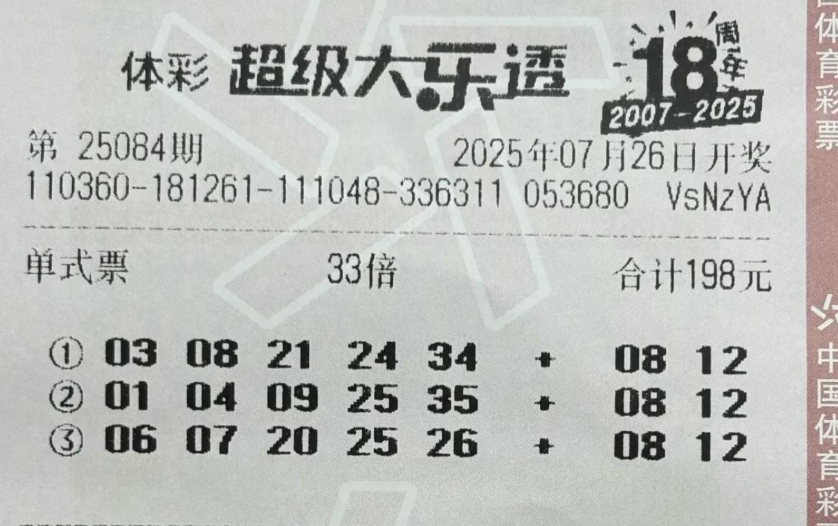 体彩 超级大乐透 18周年
2007-2025
第 25084期 2025年07月26日开奖
110360-181261-111048-336311 053680 VsNzYA
单式票 33倍 合计198元
① 03 08 21 24 34 + 08 12
② 01 04 09 25 35 + 08 12
③ 06 07 20 25 26 + 08 12
国体育彩票
中国体育彩